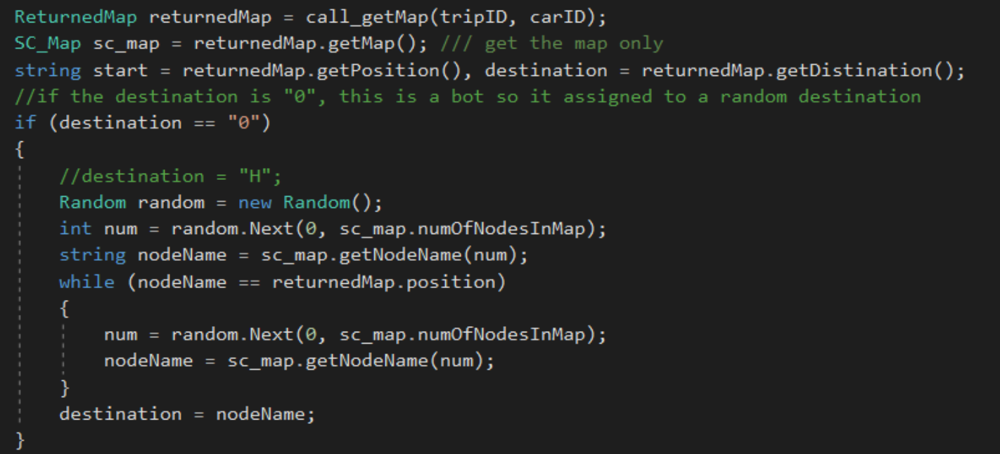 ReturnedMap returnedMap = call_getMap(tripID, carID);
SC_Map sc_map = returnedMap.getMap(); /// get the map only
string start = returnedMap.getPosition(), destination = returnedMap.getDistination();
//if the destination is "0", this is a bot so it assigned to a random destination
if (destination == "0")
{
    //destination = "H";
    Random random = new Random();
    int num = random.Next(0, sc_map.numOfNodesInMap);
    string nodeName = sc_map.getNodeName(num);
    while (nodeName == returnedMap.position)
    {
        num = random.Next(0, sc_map.numOfNodesInMap);
        nodeName = sc_map.getNodeName(num);
    }
    destination = nodeName;
}